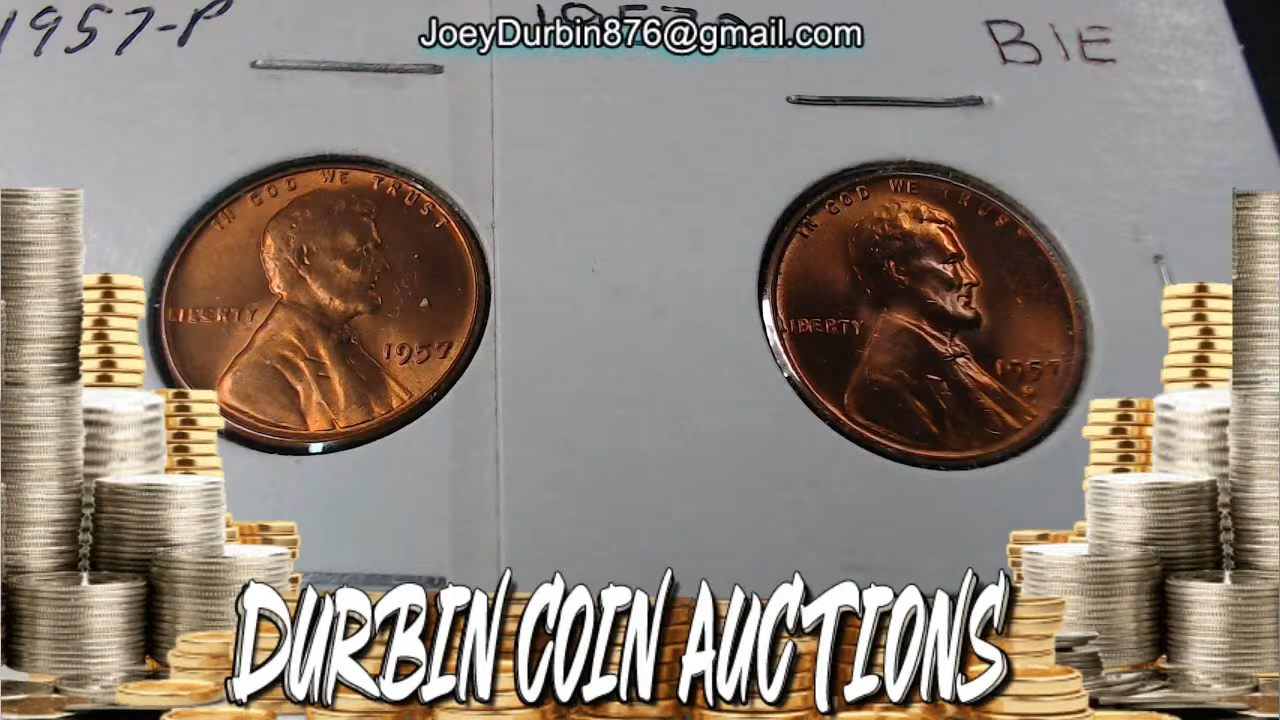 1957-P
JoeyDurbin876@gmail.com
BIE
IN GOD WE TRUST
LIBERTY
1957
IN GOD WE TRUST
LIBERTY
1957
DURBIN COIN AUCTIONS